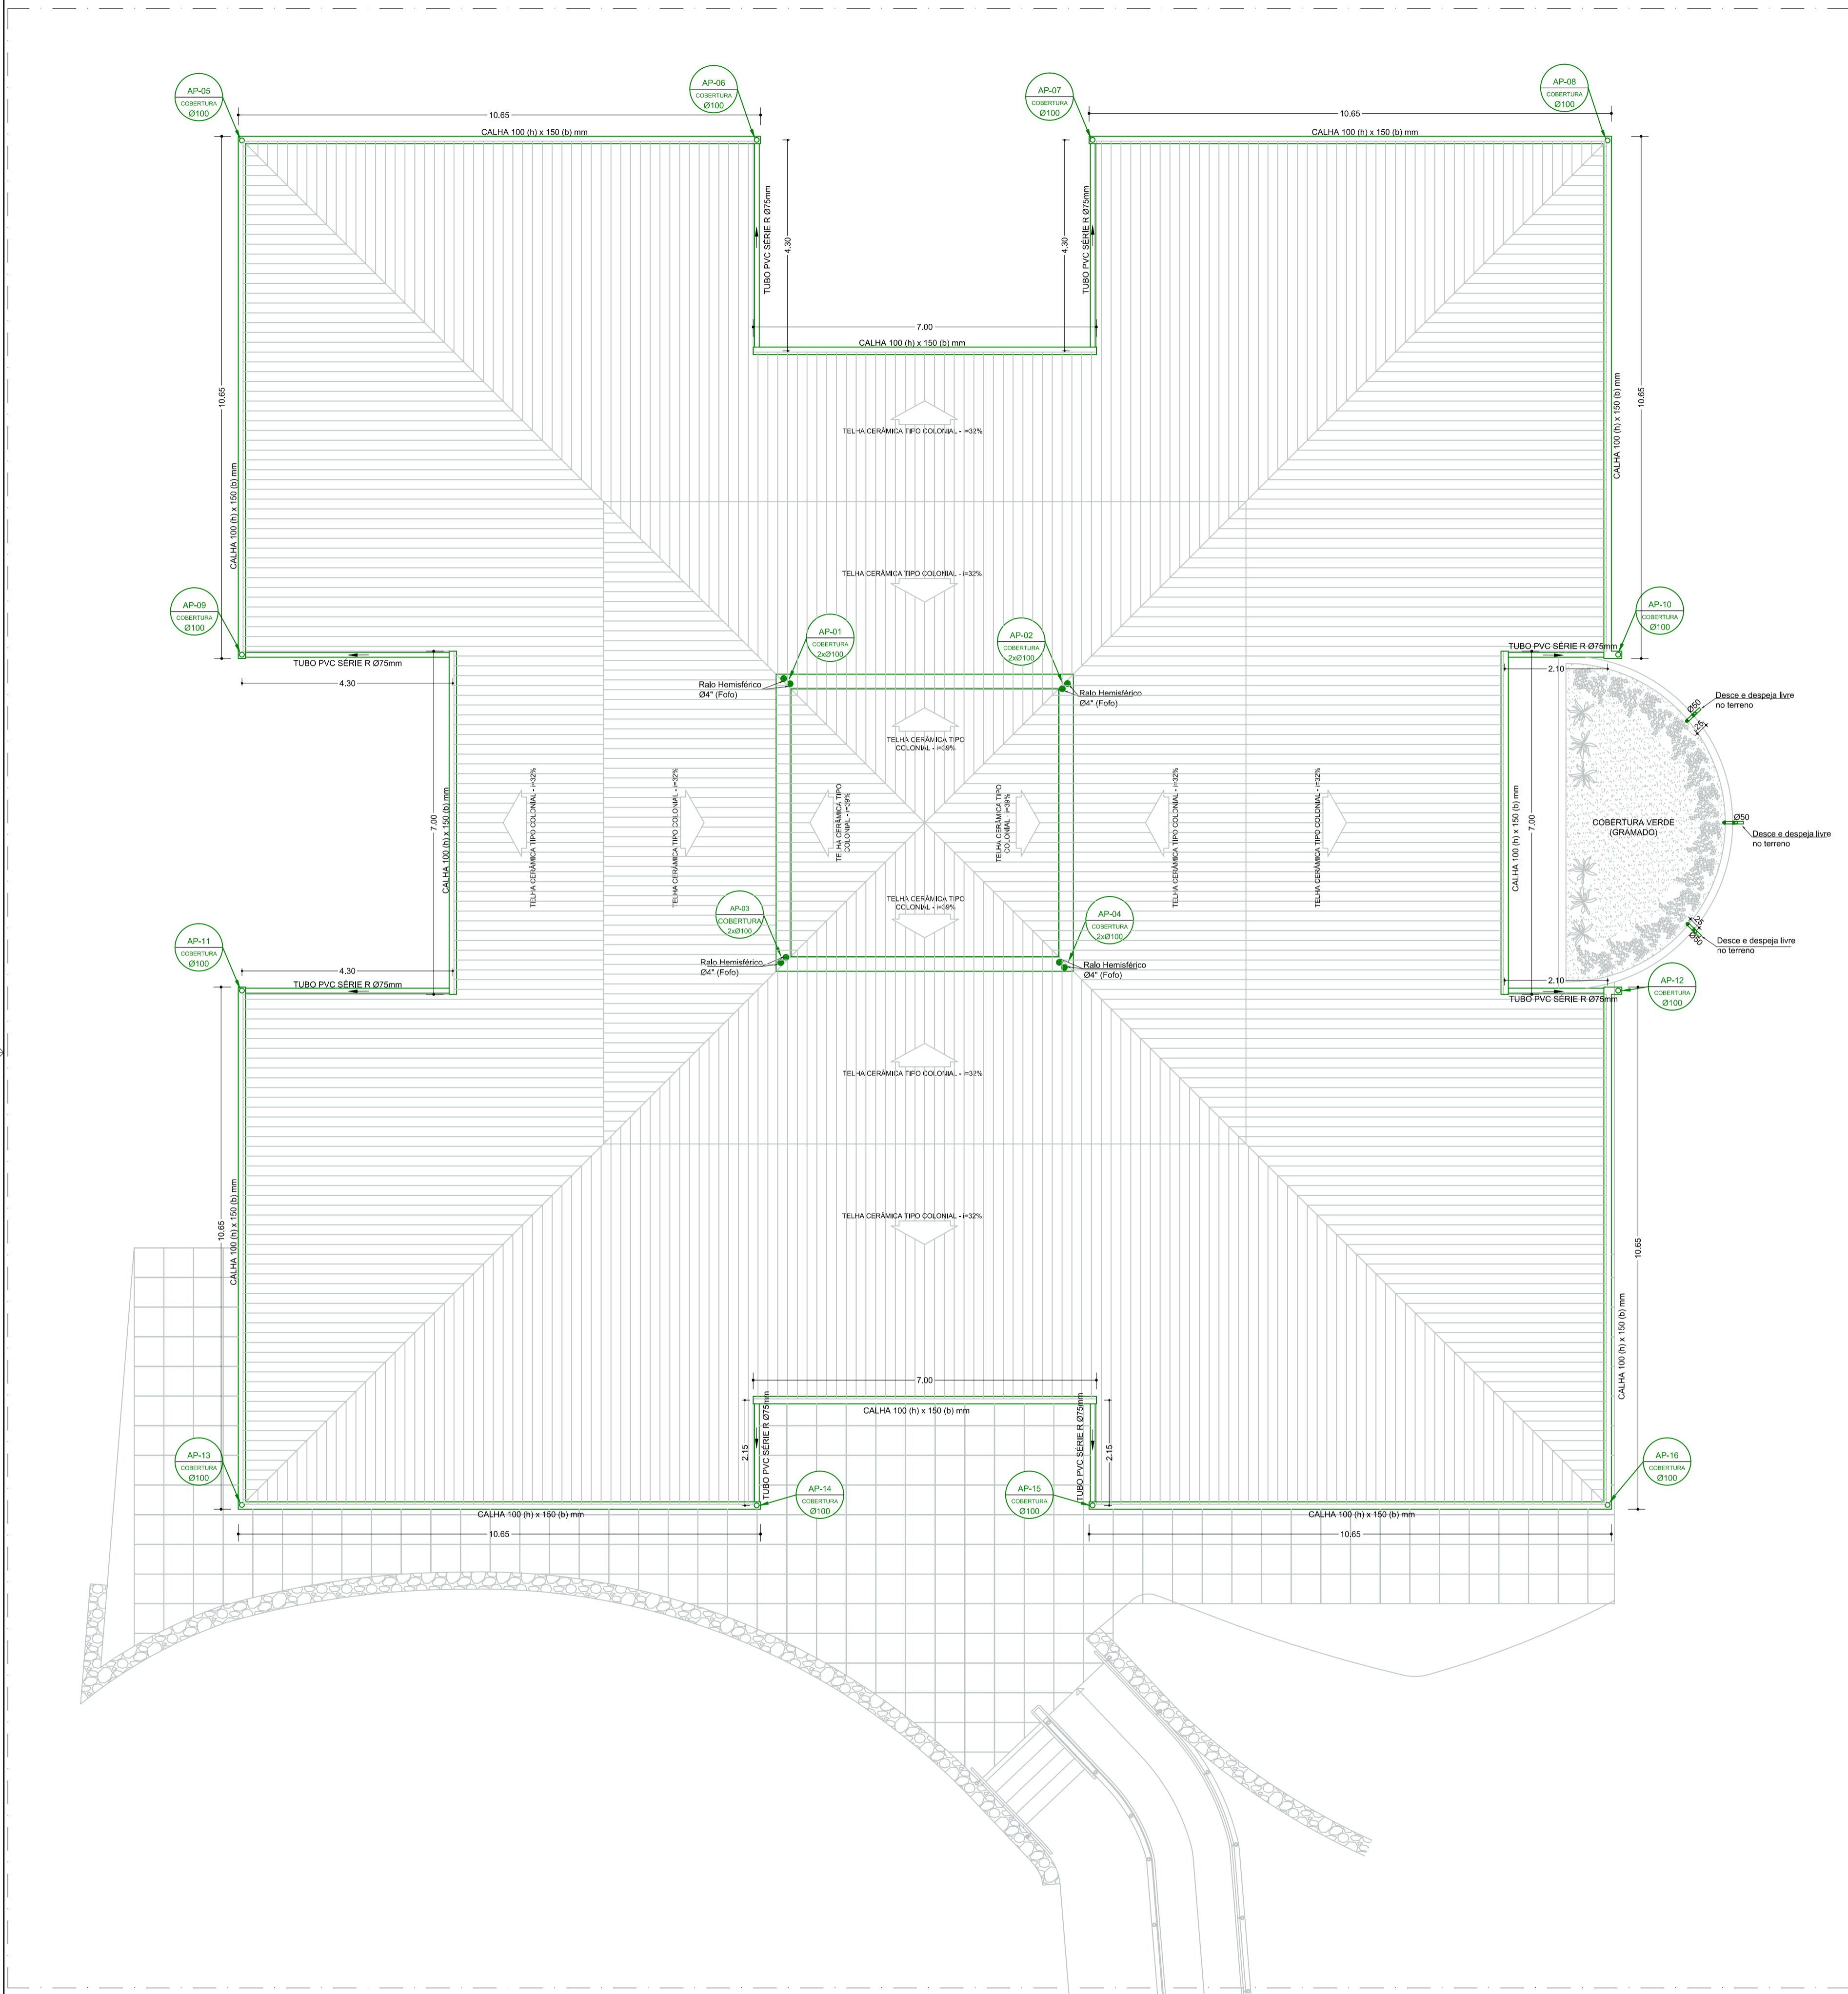 AP-05
COBERTURA
Ø100
AP-06
COBERTURA
Ø100
AP-07
COBERTURA
Ø100
AP-08
COBERTURA
Ø100
10.65
10.65
CALHA 100 (h) x 150 (b) mm
CALHA 100 (h) x 150 (b) mm
TUBO PVC SÉRIE R Ø75mm
4.30
4.30
TUBO PVC SÉRIE R Ø75mm
7.00
CALHA 100 (h) x 150 (b) mm
10.65
CALHA 100 (h) x 150 (b) mm
CALHA 100 (h) x 150 (b) mm
10.65
TELHA CERÂMICA TIPO COLONIAL - i=32%
TELHA CERÂMICA TIPO COLONIAL - i=32%
AP-09
COBERTURA
Ø100
AP-01
COBERTURA
2xØ100
AP-02
COBERTURA
2xØ100
AP-10
COBERTURA
Ø100
TUBO PVC SÉRIE R Ø75mm
TUBO PVC SÉRIE R Ø75mm
4.30
2.10
Ralo Hemisférico
Ø4" (Fofo)
Ralo Hemisférico
Ø4" (Fofo)
Desce e despeja livre
no terreno
Ø50
25
TELHA CERÂMICA TIPO
COLONIAL - i=39%
7.00
CALHA 100 (h) x 150 (b) mm
TELHA CERÂMICA TIPO COLONIAL - i=32%
TELHA CERÂMICA TIPO COLONIAL - i=32%
TELHA CERÂMICA TIPO
COLONIAL - i=39%
TELHA CERÂMICA TIPO
COLONIAL - i=39%
TELHA CERÂMICA TIPO COLONIAL - i=32%
TELHA CERÂMICA TIPO COLONIAL - i=32%
CALHA 100 (h) x 150 (b) mm
7.00
COBERTURA VERDE
(GRAMADO)
Ø50
Desce e despeja livre
no terreno
TELHA CERÂMICA TIPO
COLONIAL - i=39%
AP-03
COBERTURA
2xØ100
AP-04
COBERTURA
2xØ100
25
Ø50
Desce e despeja livre
no terreno
AP-11
COBERTURA
Ø100
Ralo Hemisférico
Ø4" (Fofo)
Ralo Hemisférico
Ø4" (Fofo)
4.30
TUBO PVC SÉRIE R Ø75mm
2.10
TUBO PVC SÉRIE R Ø75mm
AP-12
COBERTURA
Ø100
TELHA CERÂMICA TIPO COLONIAL - i=32%
TELHA CERÂMICA TIPO COLONIAL - i=32%
10.65
CALHA 100 (h) x 150 (b) mm
10.65
CALHA 100 (h) x 150 (b) mm
7.00
CALHA 100 (h) x 150 (b) mm
2.15
TUBO PVC SÉRIE R Ø75mm
TUBO PVC SÉRIE R Ø75mm
2.15
AP-13
COBERTURA
Ø100
AP-14
COBERTURA
Ø100
AP-15
COBERTURA
Ø100
AP-16
COBERTURA
Ø100
CALHA 100 (h) x 150 (b) mm
CALHA 100 (h) x 150 (b) mm
10.65
10.65